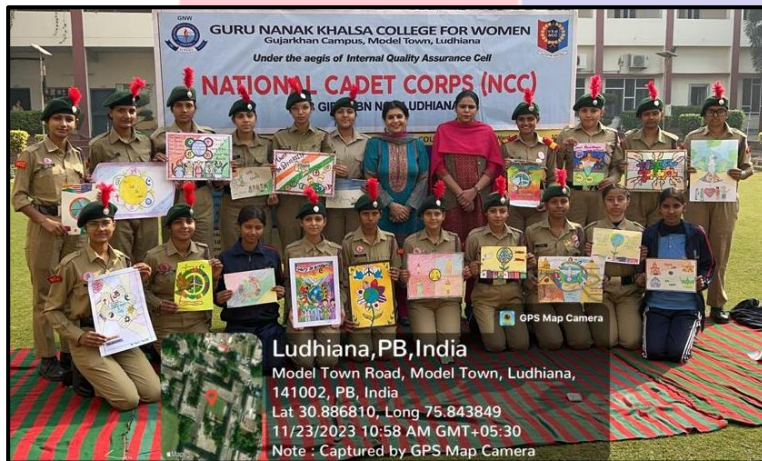 GNW
GURU NANAK KHALSA COLLEGE FOR WOMEN
Gujarkhan Campus, Model Town, Ludhiana
Under the aegis of Internal Quality Assurance Cell
NATIONAL CADET CORPS (NCC)
BN NCC LUDHIANA
GPS Map Camera
Ludhiana,PB,India
Model Town Road, Model Town, Ludhiana,
141002, PB, India
Lat 30.886810, Long 75.843849
11/23/2023 10:58 AM GMT+05:30
Note : Captured by GPS Map Camera